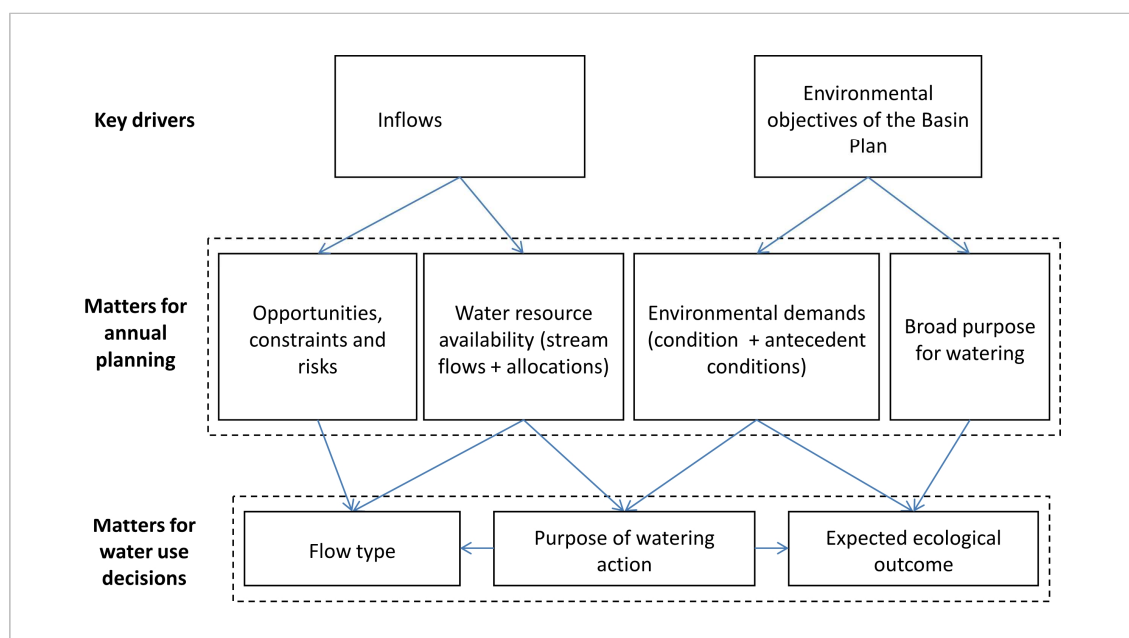 Key drivers
Inflows
Environmental
objectives of the Basin
Plan
Matters for
annual
planning
Opportunities,
constraints and
risks
Water resource
availability (stream
flows + allocations)
Environmental demands
(condition + antecedent
conditions)
Broad purpose
for watering
Matters for
water use
decisions
Flow type
Purpose of watering
action
Expected ecological
outcome